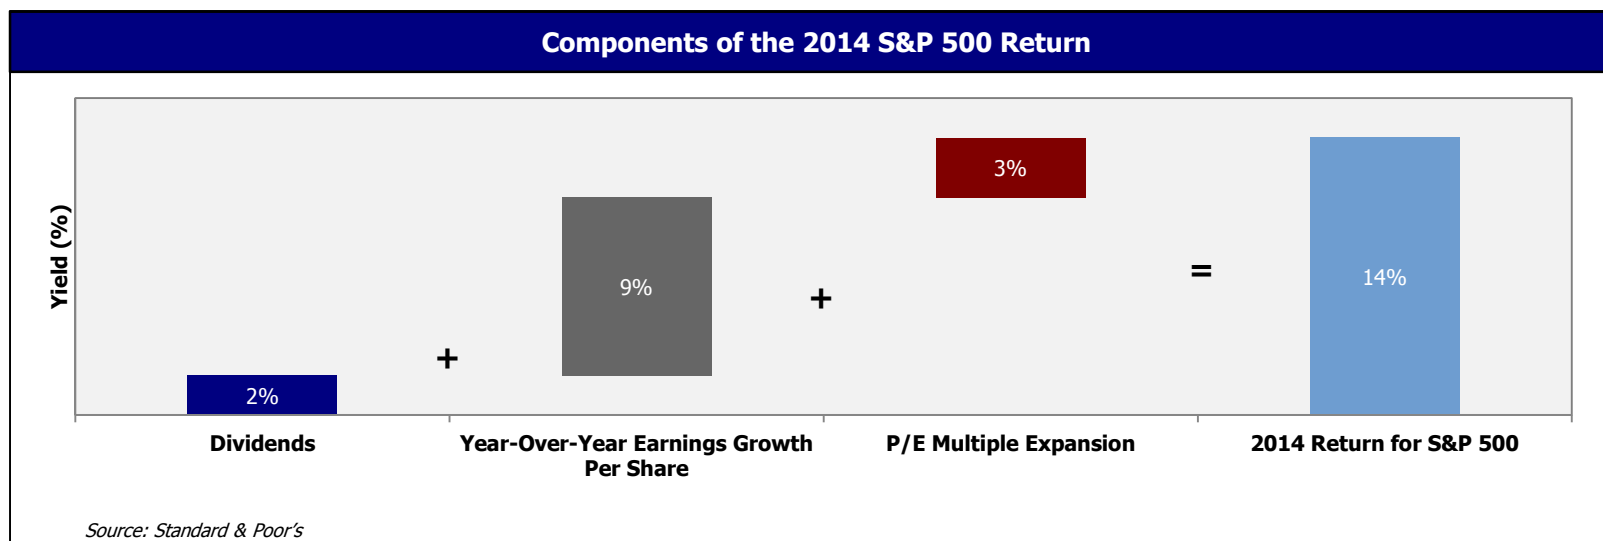 Components of the 2014 S&P 500 Return
Yield (%)
2%
+
9%
+
3%
=
14%
Dividends
Year-Over-Year Earnings Growth
Per Share
P/E Multiple Expansion
2014 Return for S&P 500
Source: Standard & Poor's